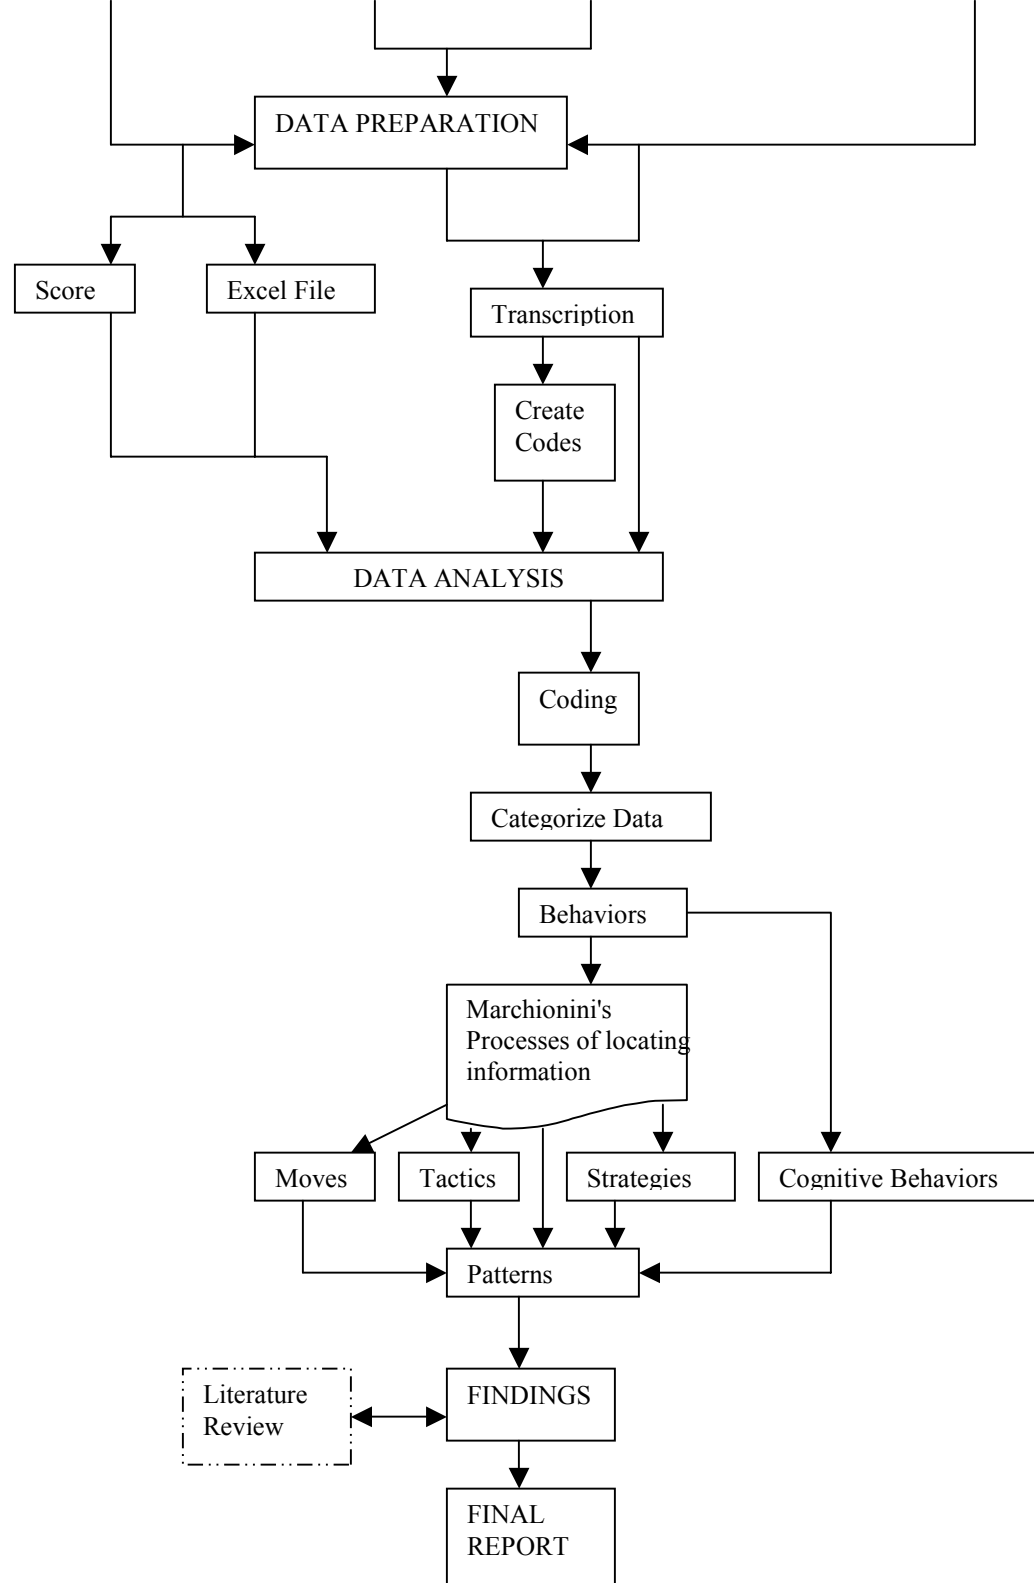 DATA PREPARATION
Score
Excel File
Transcription
Create
Codes
DATA ANALYSIS
Coding
Categorize Data
Behaviors
Marchionini's
Processes of locating
information
Moves
Tactics
Strategies
Cognitive Behaviors
Patterns
Literature
Review
FINDINGS
FINAL
REPORT